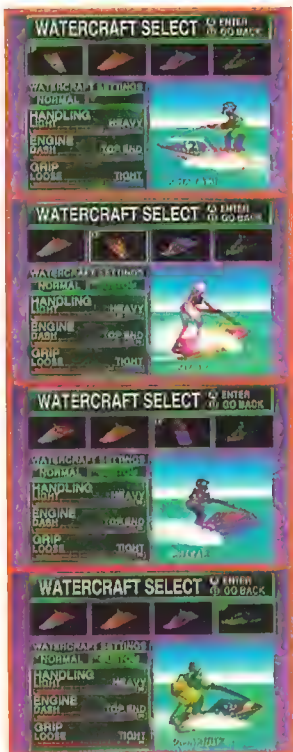 WATERCRAFT SELECT ENTER
GO BACK
WATERCRAFT SETTINGS
NORMAL
HANDLING
LIGHT HEAVY
ENGINE
DASH TOP END
GRIP
LOOSE TIGHT
WATERCRAFT SELECT ENTER
GO BACK
WATERCRAFT SETTINGS
NORMAL
HANDLING
LIGHT HEAVY
ENGINE
DASH TOP END
GRIP
LOOSE TIGHT
WATERCRAFT SELECT ENTER
GO BACK
WATERCRAFT SETTINGS
NORMAL
HANDLING
LIGHT HEAVY
ENGINE
DASH TOP END
GRIP
LOOSE TIGHT
WATERCRAFT SELECT ENTER
GO BACK
WATERCRAFT SETTINGS
NORMAL
HANDLING
LIGHT HEAVY
ENGINE
DASH TOP END
GRIP
LOOSE TIGHT